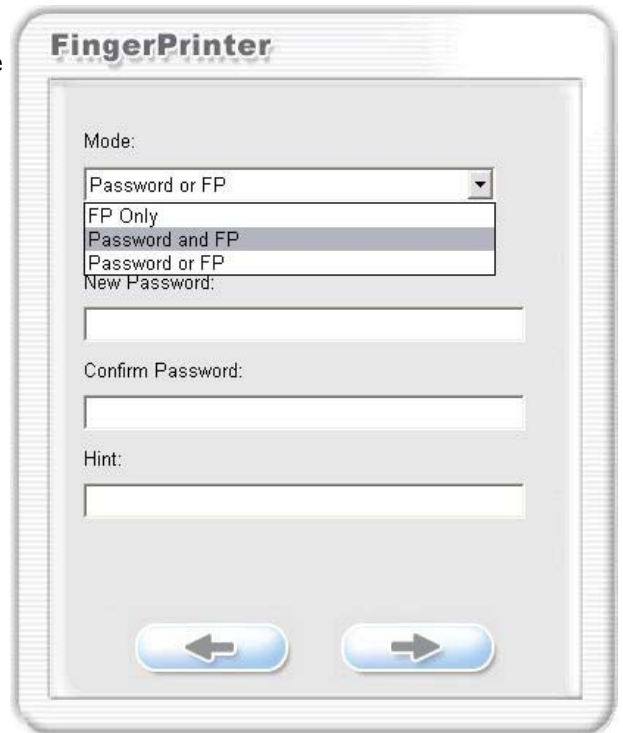 FingerPrinter
e
Mode:
Password or FP
FP Only
Password and FP
Password or FP
New Password:
Confirm Password:
Hint: